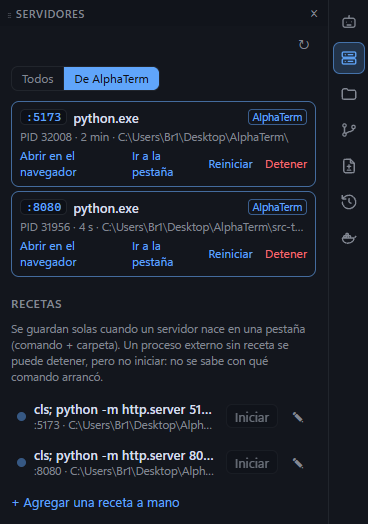 SERVIDORES
Todos
De AlphaTerm
:5173 python.exe AlphaTerm
PID 32008 · 2 min · C:\Users\Br1\Desktop\AlphaTerm\
Abrir en el navegador
Ir a la pestaña
Reiniciar
Detener
:8080 python.exe AlphaTerm
PID 31956 · 4 s · C:\Users\Br1\Desktop\AlphaTerm\src-t...
Abrir en el navegador
Ir a la pestaña
Reiniciar
Detener
RECETAS
Se guardan solas cuando un servidor nace en una pestaña
(comando + carpeta). Un proceso externo sin receta se
puede detener, pero no iniciar: no se sabe con qué
comando arrancó.
cls; python -m http.server 51...
:5173 · C:\Users\Br1\Desktop\Alph...
Iniciar
cls; python -m http.server 80...
:8080 · C:\Users\Br1\Desktop\Alph...
Iniciar
+ Agregar una receta a mano